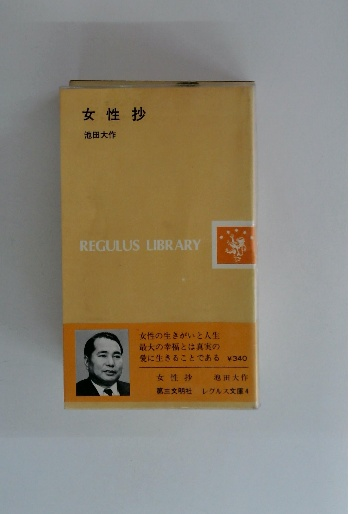 女性抄
池田大作
REGULUS LIBRARY
女性の生きがいと人生
最大の幸福とは真実の
愛に生きることである ¥340
女性抄 池田大作
第三文明社 レグルス文庫4